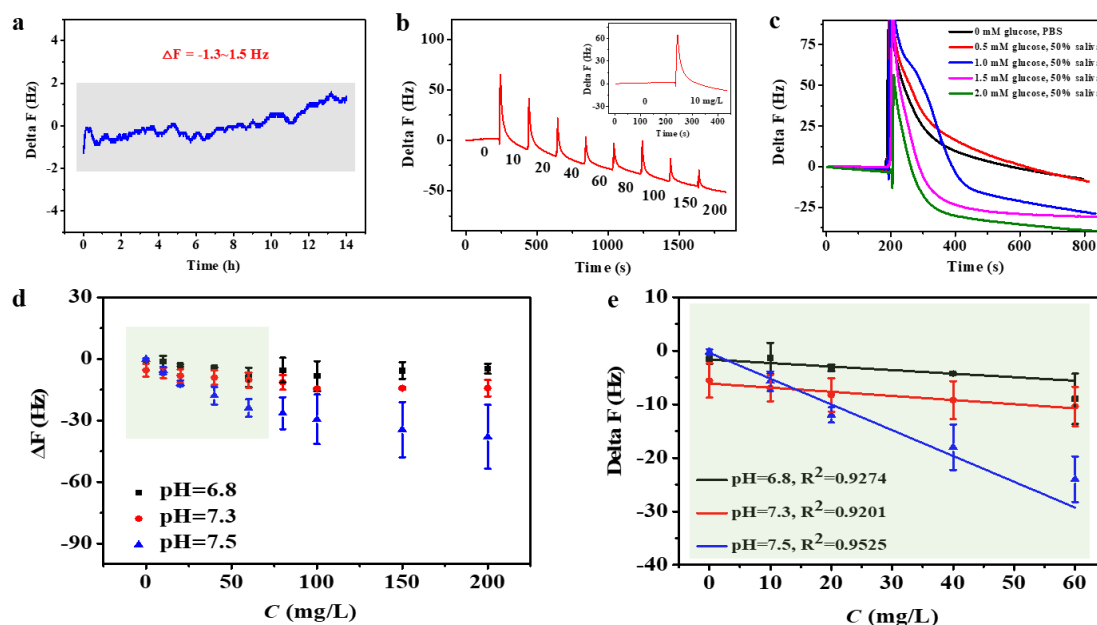 a
ΔF = -1.3~1.5 Hz
Delta F (Hz)
6
4
2
0
-2
-4
0 2 4 6 8 10 12 14
Time (h)
b
Delta F (Hz)
100
50
0
-50
0 10 20 40 60 80 100 150 200
0 500 1000 1500
Time (s)
Delta F (Hz)
60
30
0
-30
0 10 mg/L
0 200 400
Time (s)
c
Delta F (Hz)
75
50
25
0
-25
0 mM glucose, PBS
0.5 mM glucose, 50% saliva
1.0 mM glucose, 50% saliva
1.5 mM glucose, 50% saliva
2.0 mM glucose, 50% saliva
0 200 400 600 800
Time (s)
d
ΔF (Hz)
30
0
-30
-60
-90
pH=6.8
pH=7.3
pH=7.5
0 50 100 150 200
C (mg/L)
e
Delta F (Hz)
10
0
-10
-20
-30
-40
pH=6.8, R²=0.9274
pH=7.3, R²=0.9201
pH=7.5, R²=0.9525
0 10 20 30 40 50 60
C (mg/L)